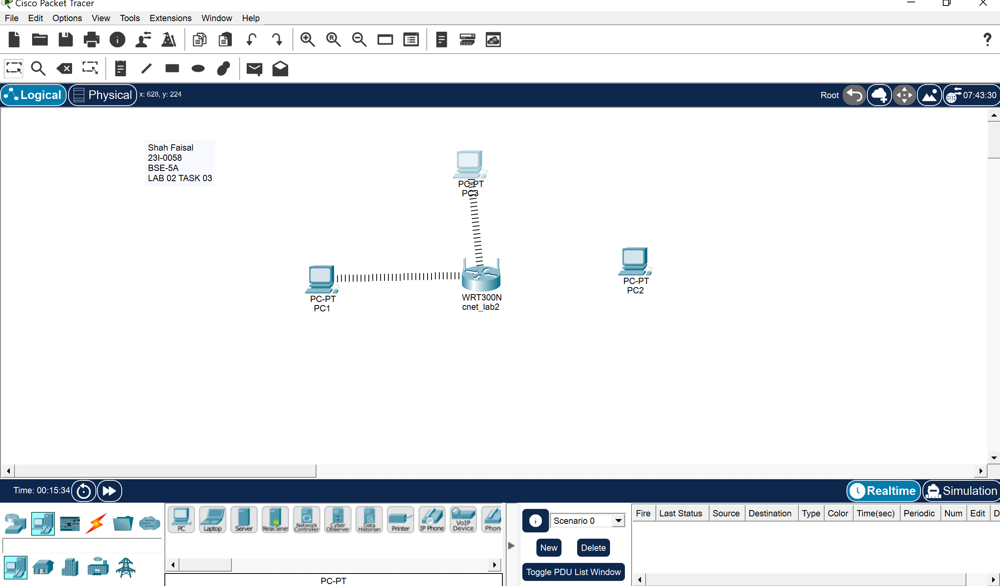 Cisco Packet Tracer
File Edit Options View Tools Extensions Window Help
Logical Physical x: 628, y: 224 Root 07:43:30
Shah Faisal
23I-0058
BSE-5A
LAB 02 TASK 03
PC-PT
PC3
PC-PT
PC2
PC-PT
PC1
WRT300N
cnet_lab2
Time: 00:15:34 Realtime Simulation
PC Laptop Server Meraki Server Network Controller Cyber Observer Data Historian Printer IP Phone VoIP Device Phon
Scenario 0
New Delete
Toggle PDU List Window
Fire Last Status Source Destination Type Color Time(sec) Periodic Num Edit D
PC-PT